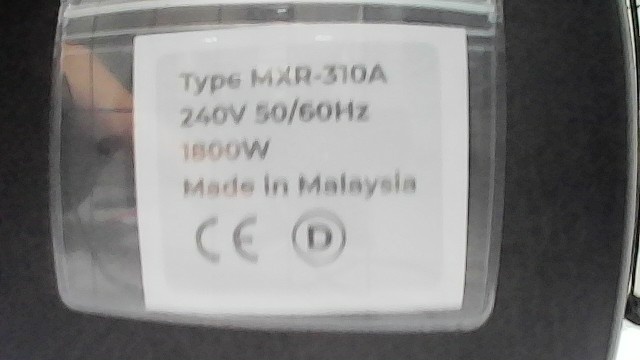 Type MXR-310A
240V 50/60Hz
1800W
Made in Malaysia
CE D